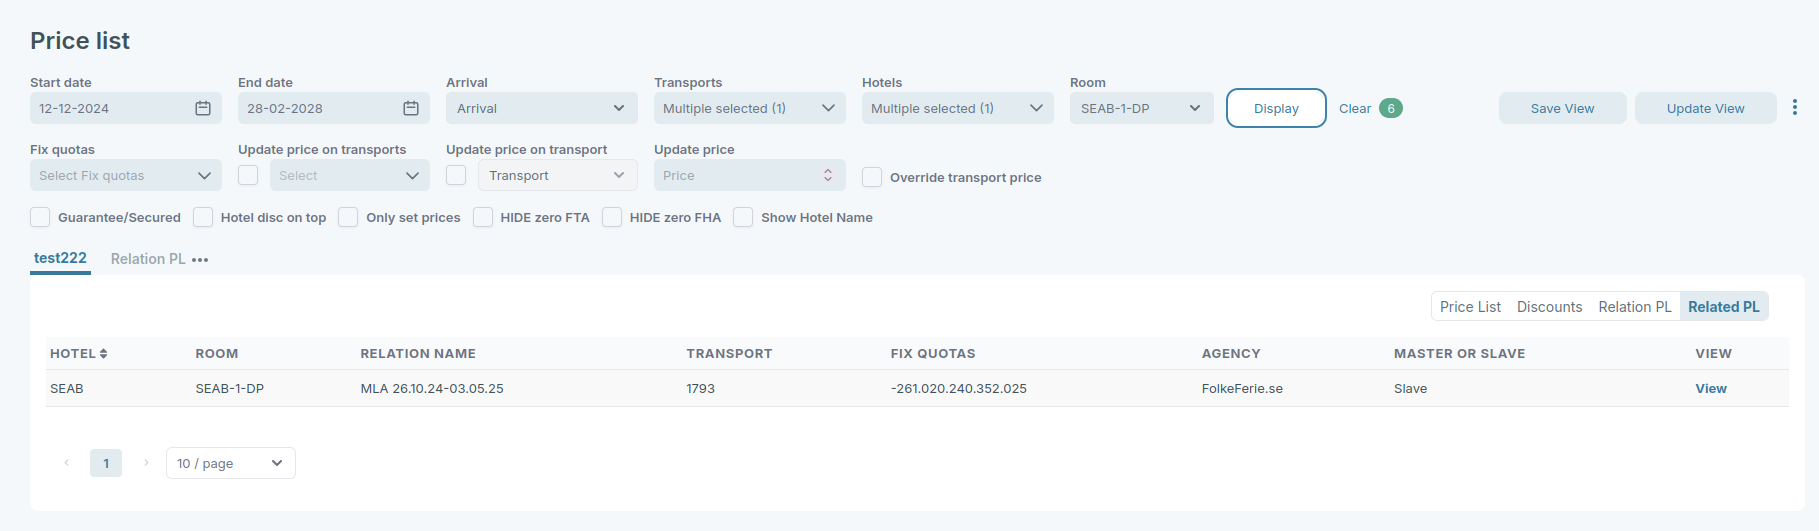 Price list
Start date End date Arrival Transports Hotels Room
12-12-2024 28-02-2028 Arrival Multiple selected (1) Multiple selected (1) SEAB-1-DP Display Clear 6 Save View Update View
Fix quotas Update price on transports Update price on transport Update price
Select Fix quotas Select Transport Price Override transport price
Guarantee/Secured Hotel disc on top Only set prices HIDE zero FTA HIDE zero FHA Show Hotel Name
test222 Relation PL •••
Price List Discounts Relation PL Related PL
HOTEL ROOM RELATION NAME TRANSPORT FIX QUOTAS AGENCY MASTER OR SLAVE VIEW
SEAB SEAB-1-DP MLA 26.10.24-03.05.25 1793 -261.020.240.352.025 FolkeFerie.se Slave View
‹ 1 › 10 / page